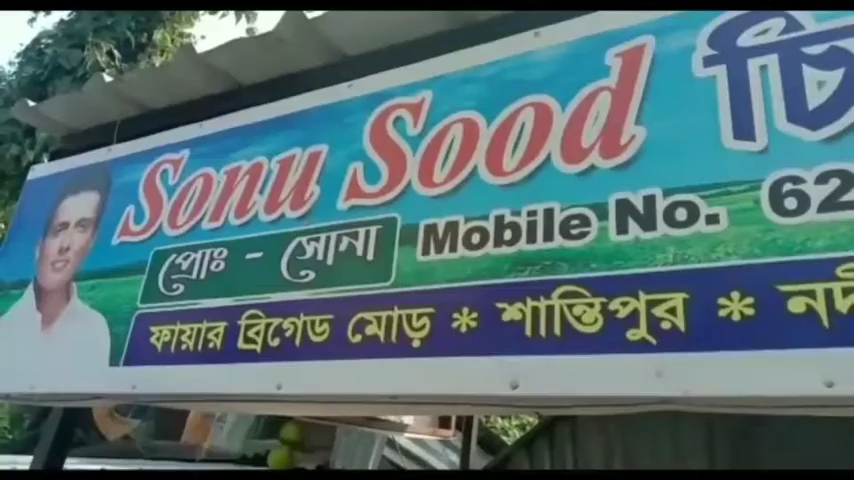 Sonu Sood চি
প্রোঃ - সোনা Mobile No. 62
ফায়ার ব্রিগেড মোড় * শান্তিপুর * নদী